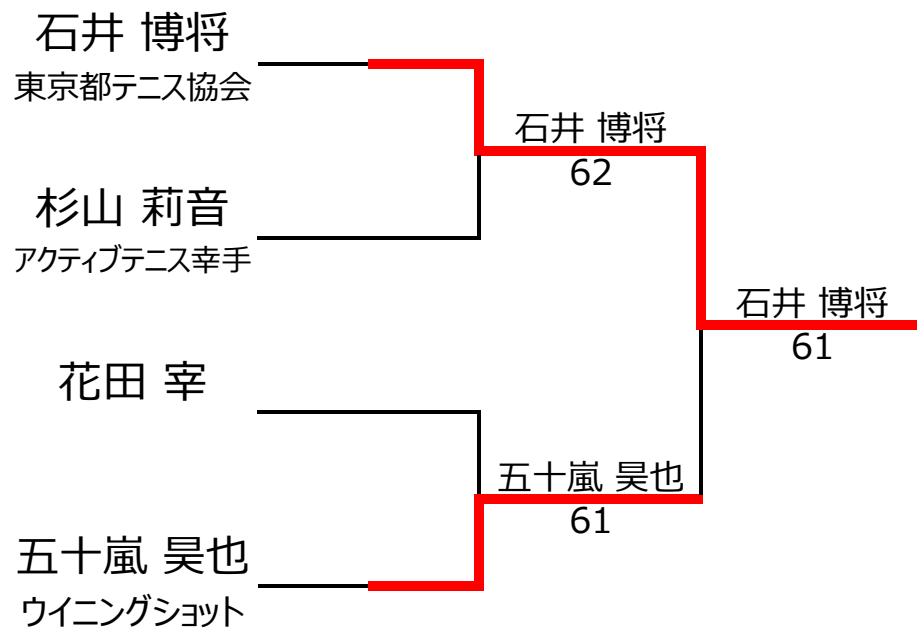 石井 博将
東京都テニス協会
石井 博将
62
杉山 莉音
アクティブテニス幸手
石井 博将
61
花田 宰
五十嵐 昊也
61
五十嵐 昊也
ウイニングショット